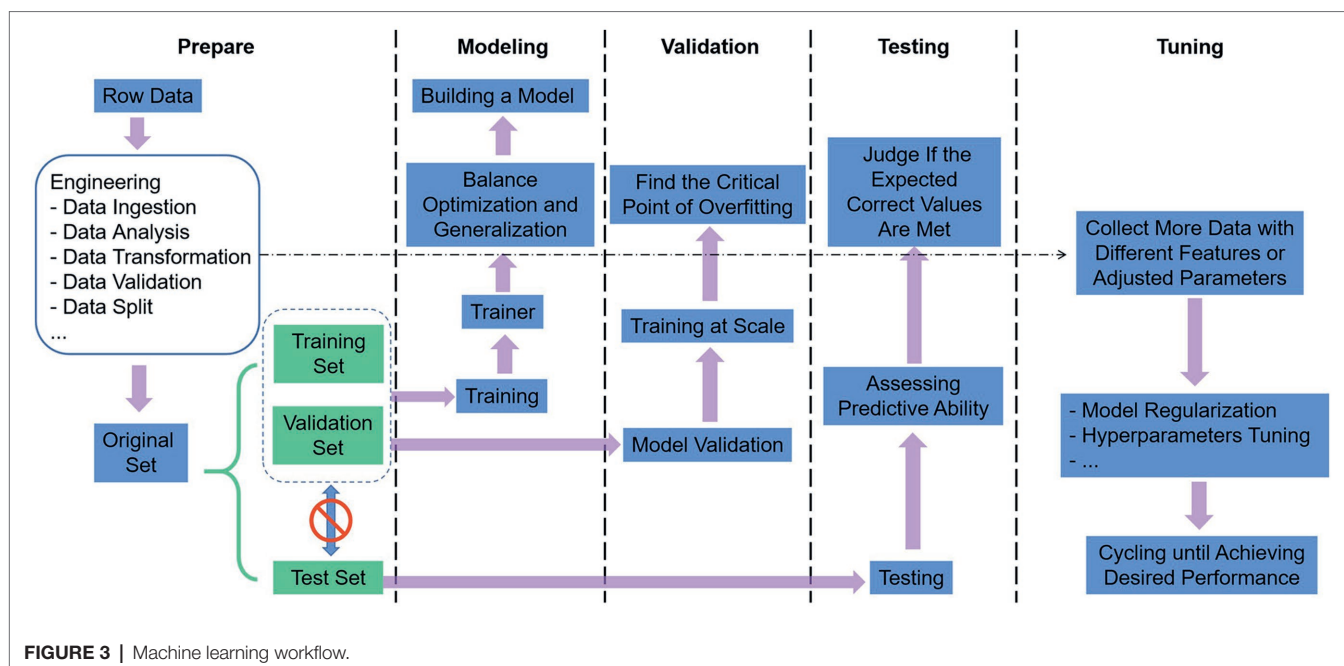 Prepare
Modeling
Validation
Testing
Tuning
Row Data
Engineering
- Data Ingestion
- Data Analysis
- Data Transformation
- Data Validation
- Data Split
...
Original
Set
Training
Set
Validation
Set
Test Set
Building a Model
Balance
Optimization and
Generalization
Trainer
Training
Find the Critical
Point of Overfitting
Training at Scale
Model Validation
Judge If the
Expected
Correct Values
Are Met
Assessing
Predictive Ability
Testing
Collect More Data with
Different Features or
Adjusted Parameters
- Model Regularization
- Hyperparameters Tuning
- ...
Cycling until Achieving
Desired Performance
FIGURE 3 | Machine learning workflow.